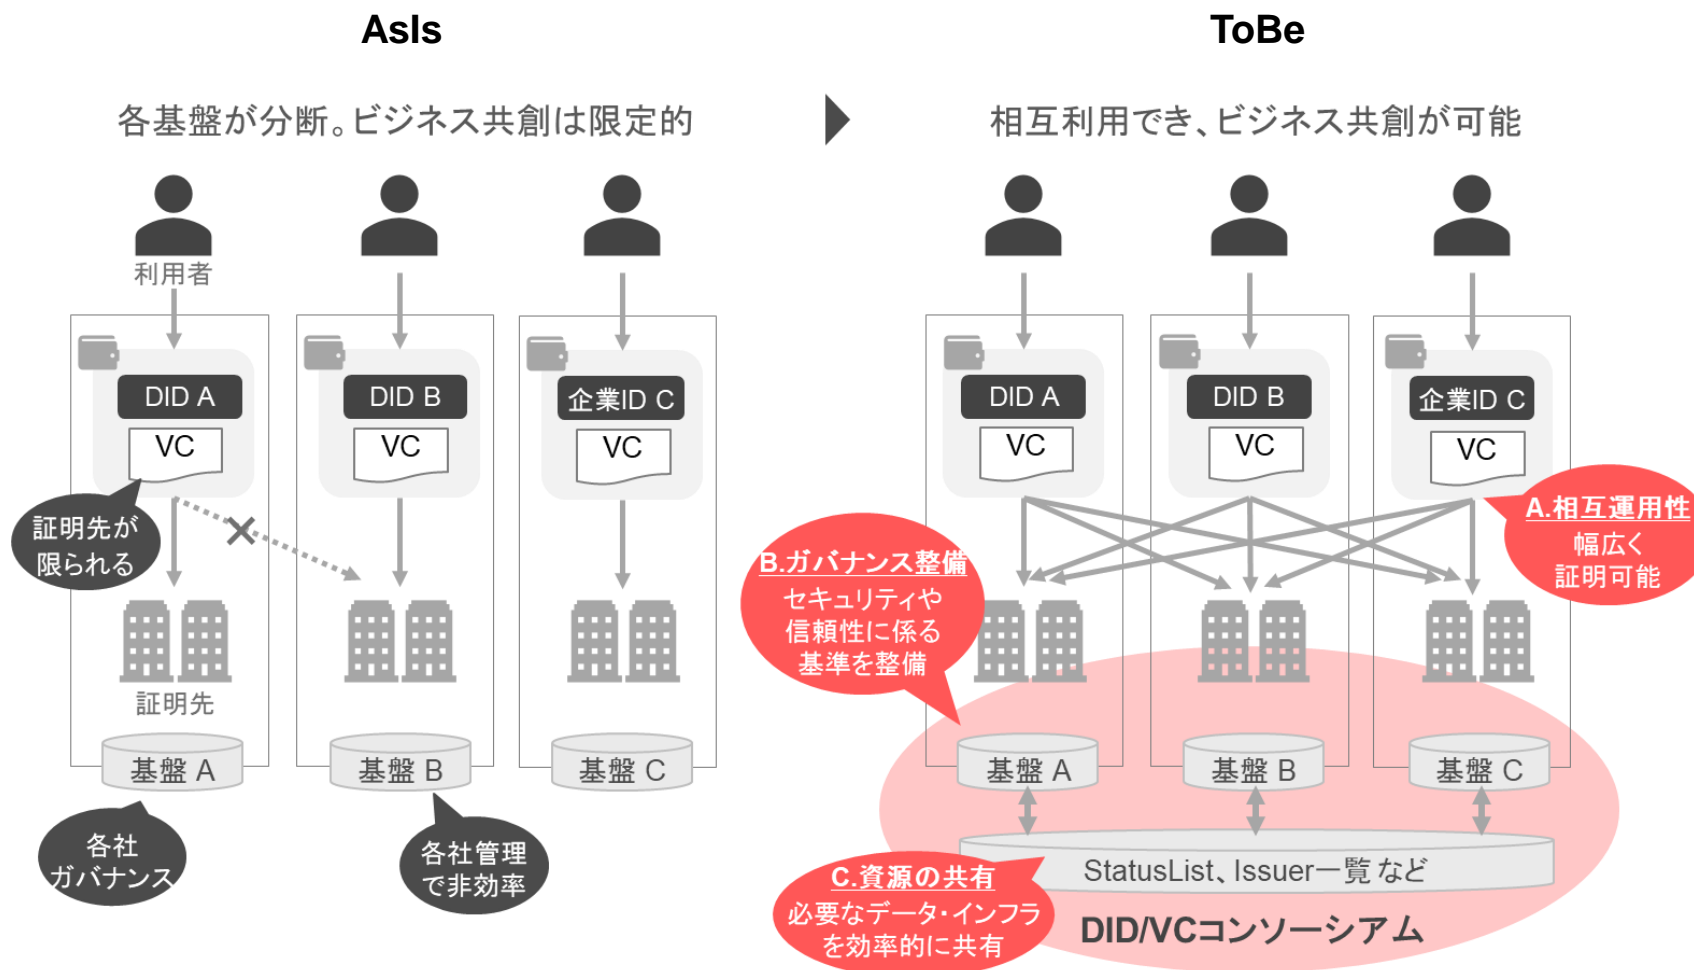 AsIs
各基盤が分断。ビジネス共創は限定的
利用者
DID A
VC
DID B
VC
企業ID C
VC
証明先が
限られる
証明先
基盤 A
基盤 B
基盤 C
各社
ガバナンス
各社管理
で非効率
ToBe
相互利用でき、ビジネス共創が可能
DID A
VC
DID B
VC
企業ID C
VC
A.相互運用性
幅広く
証明可能
B.ガバナンス整備
セキュリティや
信頼性に係る
基準を整備
基盤 A
基盤 B
基盤 C
StatusList、Issuer一覧など
C.資源の共有
必要なデータ・インフラ
を効率的に共有
DID/VCコンソーシアム